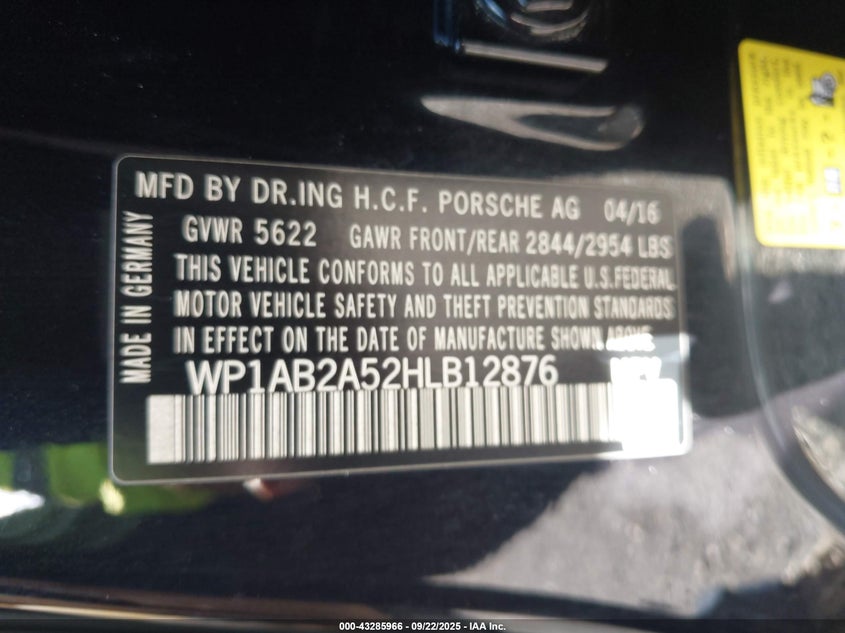 MFD BY DR.ING H.C.F. PORSCHE AG 04/16
GVWR 5622 GAWR FRONT/REAR 2844/2954 LBS
THIS VEHICLE CONFORMS TO ALL APPLICABLE U.S.FEDERAL
MOTOR VEHICLE SAFETY AND THEFT PREVENTION STANDARDS
IN EFFECT ON THE DATE OF MANUFACTURE SHOWN ABOVE.
WP1AB2A52HLB12876 MPV
MADE IN GERMANY
000-43285966 - 09/22/2025 - IAA Inc.